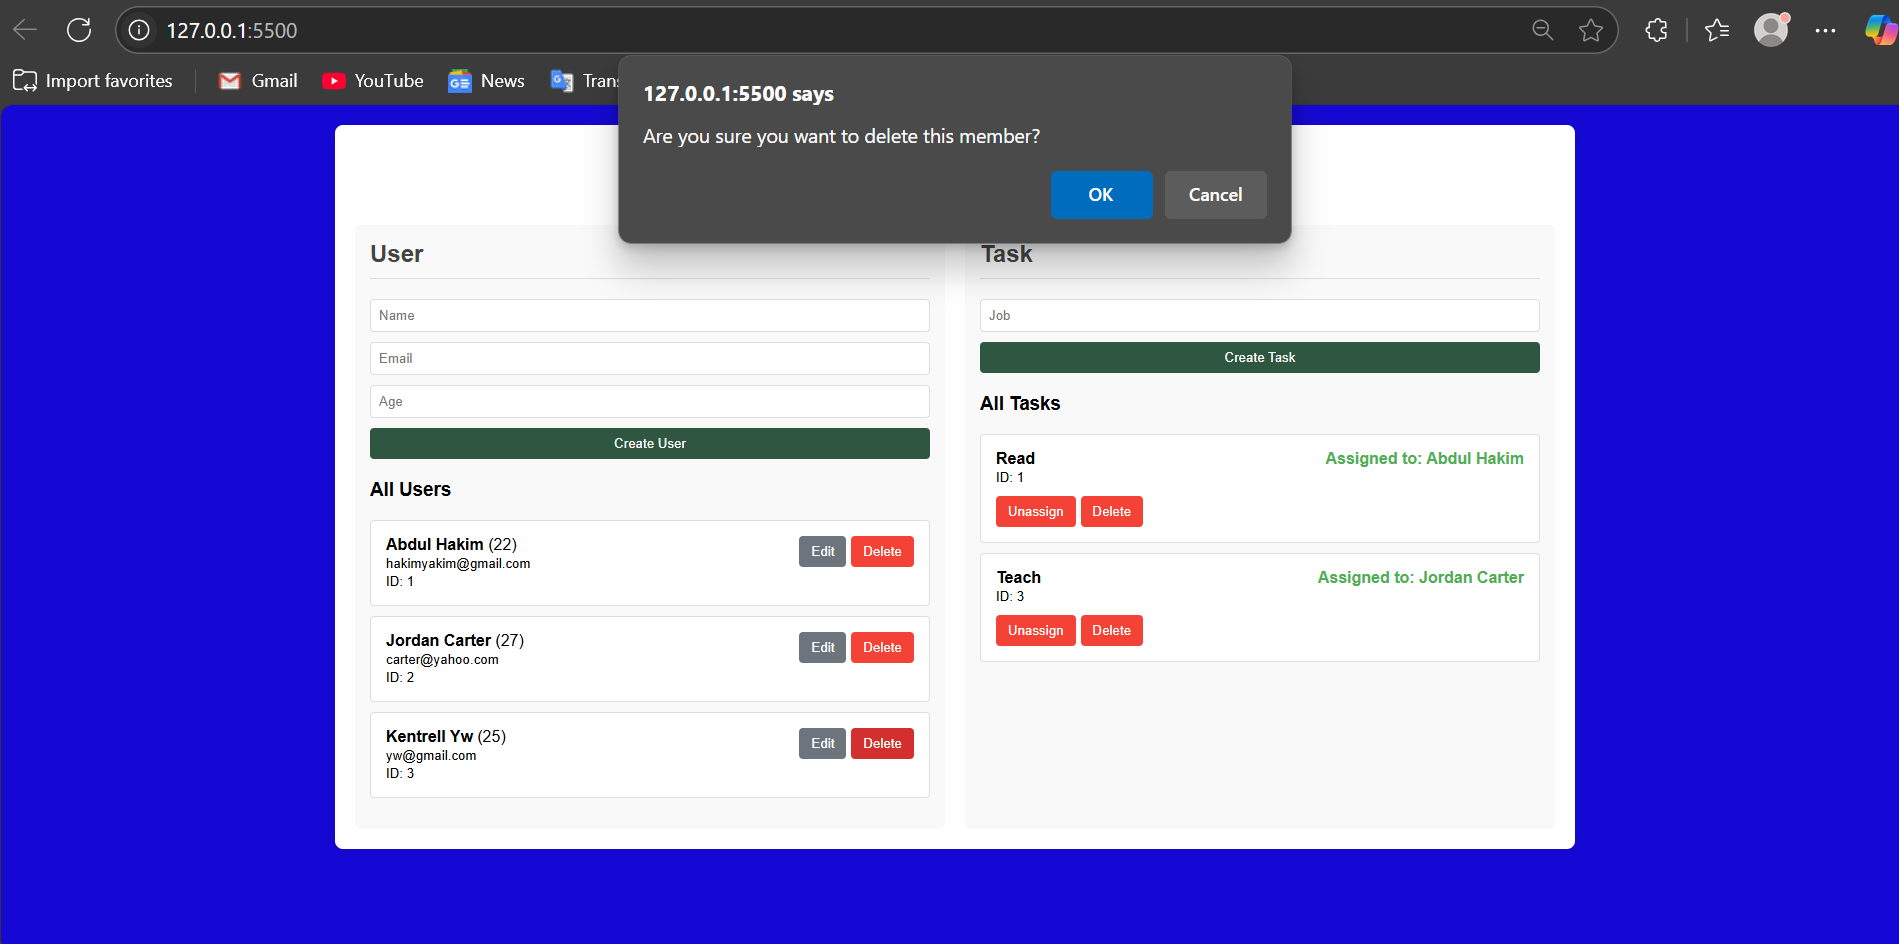 127.0.0.1:5500
Import favorites
Gmail
YouTube
News
127.0.0.1:5500 says
Are you sure you want to delete this member?
OK
Cancel
User
Name
Email
Age
Create User
All Users
Abdul Hakim (22)
hakimyakim@gmail.com
ID: 1
Edit
Delete
Jordan Carter (27)
carter@yahoo.com
ID: 2
Edit
Delete
Kentrell Yw (25)
yw@gmail.com
ID: 3
Edit
Delete
Task
Job
Create Task
All Tasks
Read
Assigned to: Abdul Hakim
ID: 1
Unassign
Delete
Teach
Assigned to: Jordan Carter
ID: 3
Unassign
Delete